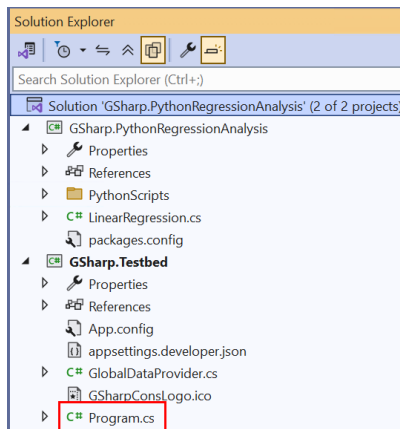 Solution Explorer
Search Solution Explorer (Ctrl+;)
Solution 'GSharp.PythonRegressionAnalysis' (2 of 2 projects)
C# GSharp.PythonRegressionAnalysis
Properties
References
PythonScripts
C# LinearRegression.cs
packages.config
C# GSharp.Testbed
Properties
References
App.config
appsettings.developer.json
C# GlobalDataProvider.cs
GSharpConsLogo.ico
C# Program.cs